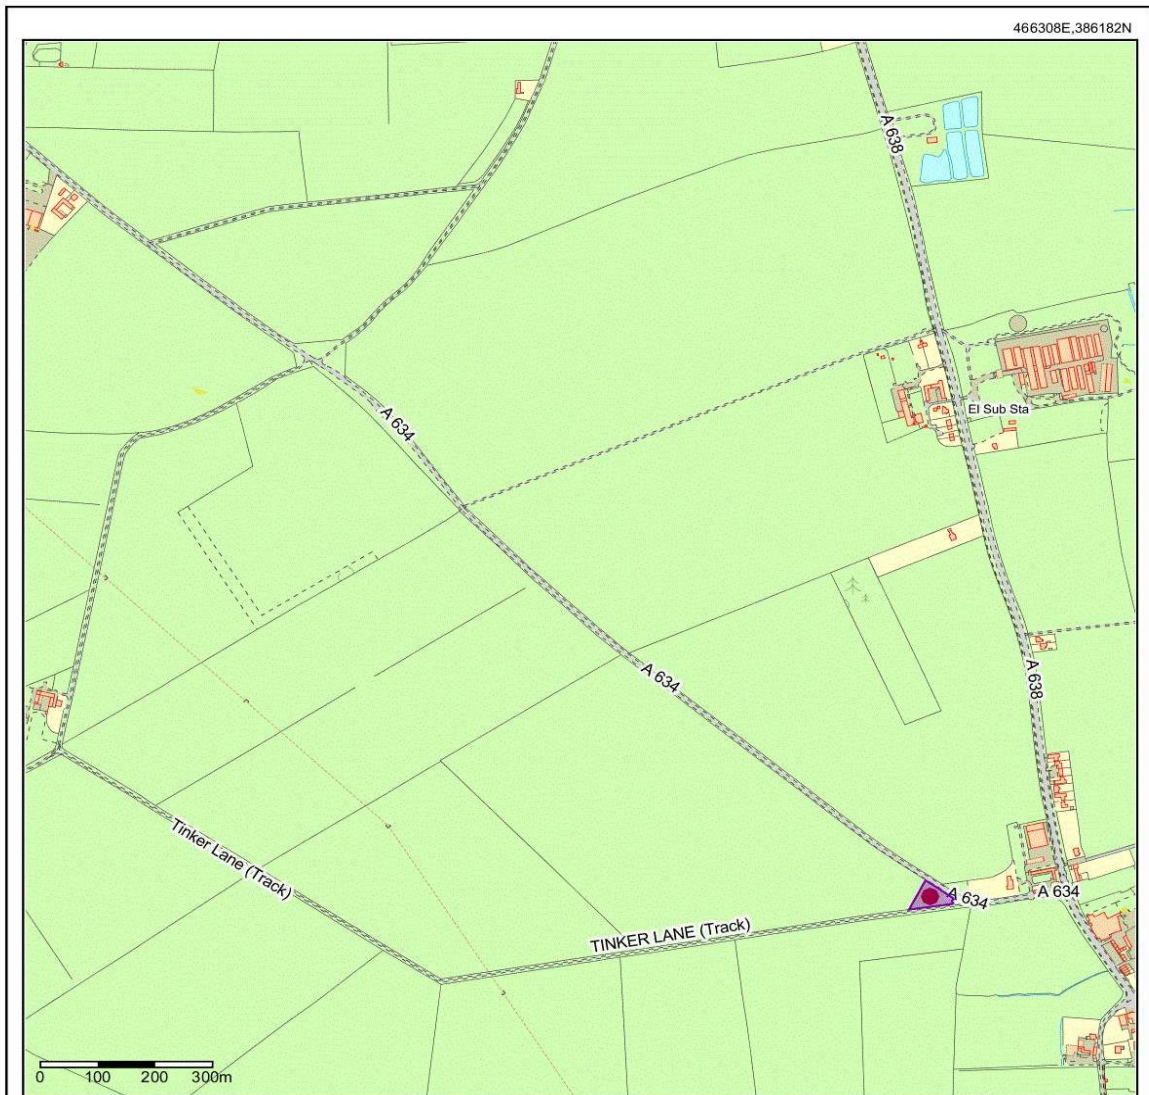 466308E,386182N
A 638
A 634
El Sub Sta
A 634
A 638
Tinker Lane (Track)
A 634
A 634
TINKER LANE (Track)
0 100 200 300m